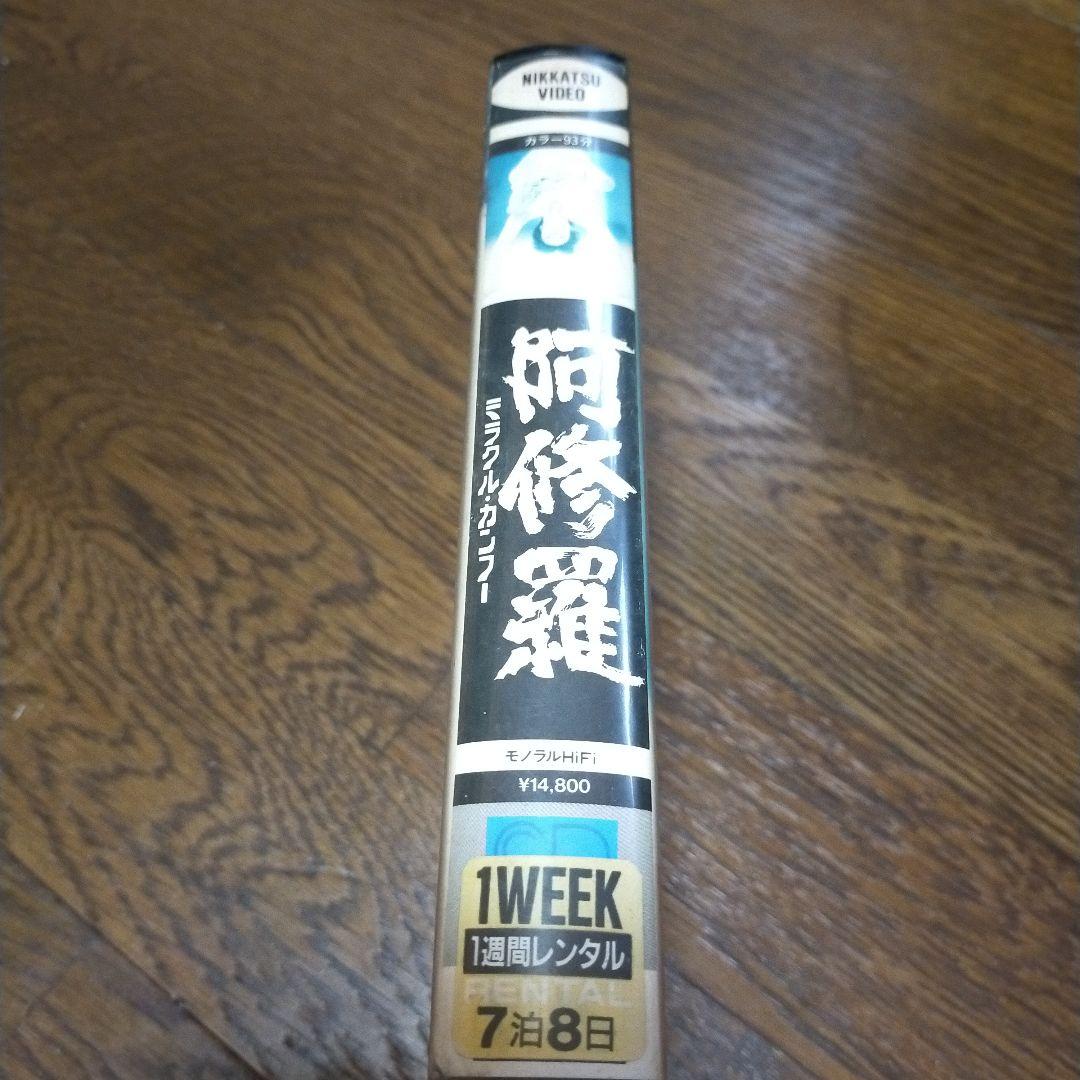 NIKKATSU
VIDEO
カラー93分
阿修羅
ミラクル・カンフー
モノラルHiFi
¥14,800
1WEEK
1週間レンタル
RENTAL
7泊8日